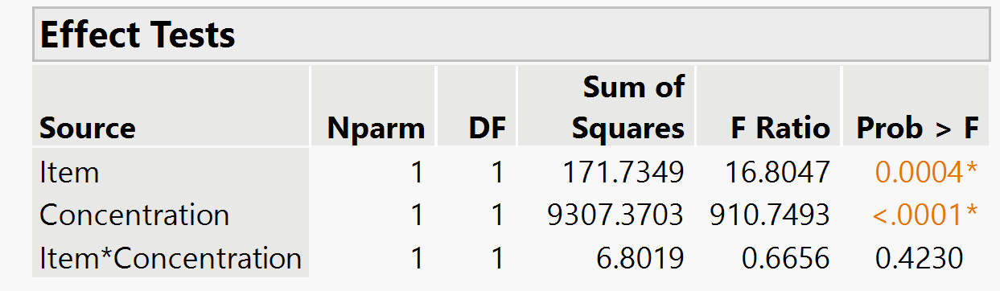 Effect Tests
Source Nparm DF Sum of Squares F Ratio Prob > F
Item 1 1 171.7349 16.8047 0.0004*
Concentration 1 1 9307.3703 910.7493 <.0001*
Item*Concentration 1 1 6.8019 0.6656 0.4230